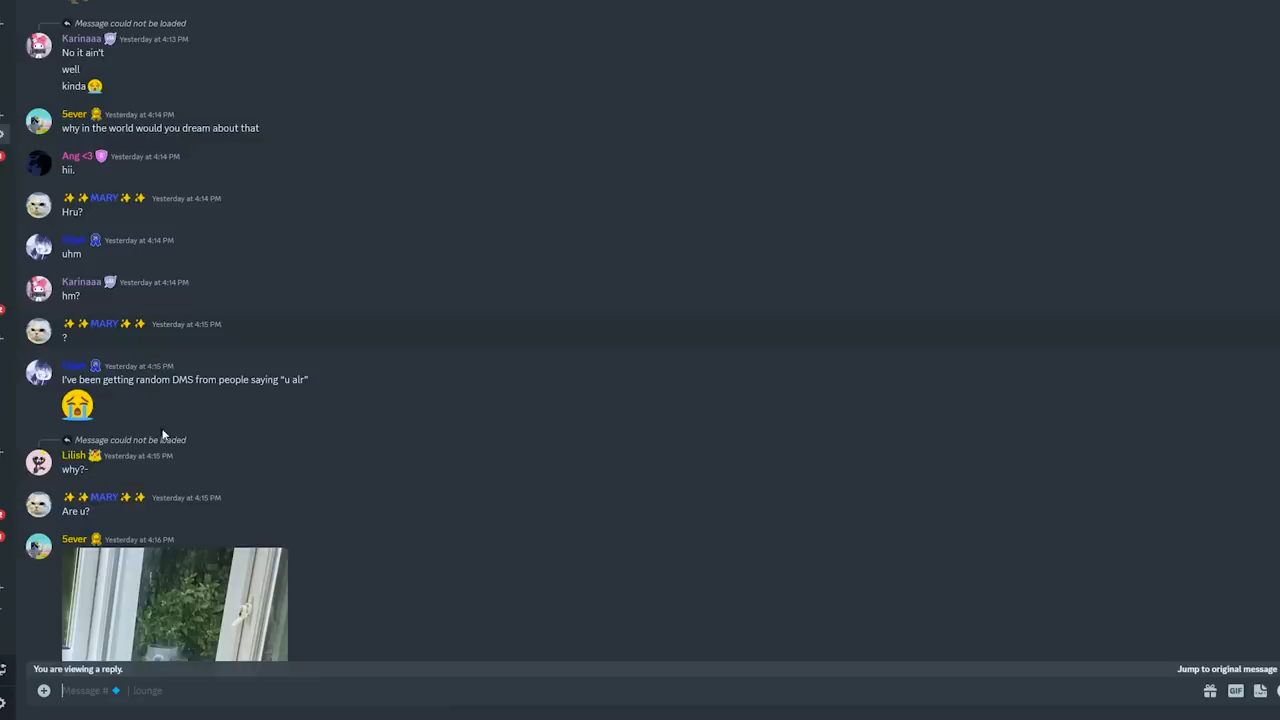 Message could not be loaded
Karinaaa Yesterday at 4:13 PM
No it ain't
well
kinda
5ever Yesterday at 4:14 PM
why in the world would you dream about that
Ang <3 Yesterday at 4:14 PM
hii.
MARY Yesterday at 4:14 PM
Hru?
Yesterday at 4:14 PM
uhm
Karinaaa Yesterday at 4:14 PM
hm?
MARY Yesterday at 4:15 PM
?
Yesterday at 4:15 PM
I've been getting random DMS from people saying "u alr"
Message could not be loaded
Lilish Yesterday at 4:15 PM
why?-
MARY Yesterday at 4:15 PM
Are u?
5ever Yesterday at 4:16 PM
You are viewing a reply.
Jump to original message
Message # | lounge
GIF